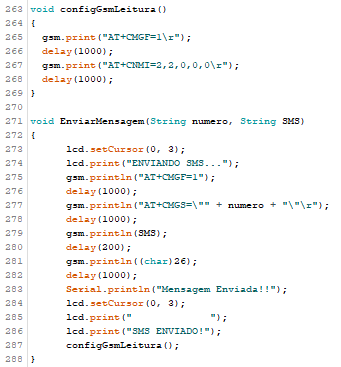 263 void configGsmLeitura()
264 {
265   gsm.print("AT+CMGF=1\r");
266   delay(1000);
267   gsm.print("AT+CNMI=2,2,0,0,0\r");
268   delay(1000);
269 }
270
271 void EnviarMensagem(String numero, String SMS)
272 {
273       lcd.setCursor(0, 3);
274       lcd.print("ENVIANDO SMS...");
275       gsm.println("AT+CMGF=1");
276       delay(1000);
277       gsm.println("AT+CMGS=\"" + numero + "\"\r");
278       delay(1000);
279       gsm.println(SMS);
280       delay(200);
281       gsm.println((char)26);
282       delay(1000);
283       Serial.println("Mensagem Enviada!!");
284       lcd.setCursor(0, 3);
285       lcd.print("             ");
286       lcd.print("SMS ENVIADO!");
287       configGsmLeitura();
288 }